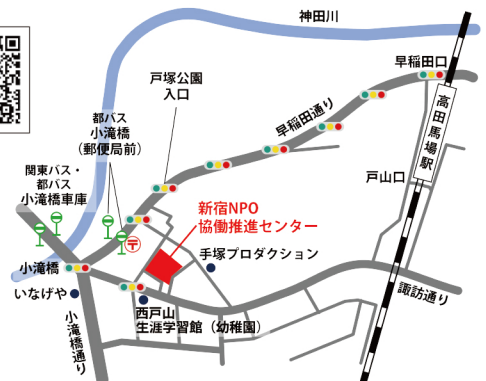 神田川
早稲田口
高田馬場駅
戸塚公園
入口
早稲田通り
都バス
小滝橋
（郵便局前）
戸山口
関東バス・
都バス
小滝橋車庫
新宿NPO
協働推進センター
手塚プロダクション
小滝橋
いなげや
西戸山
生涯学習館（幼稚園）
諏訪通り
小滝橋通り